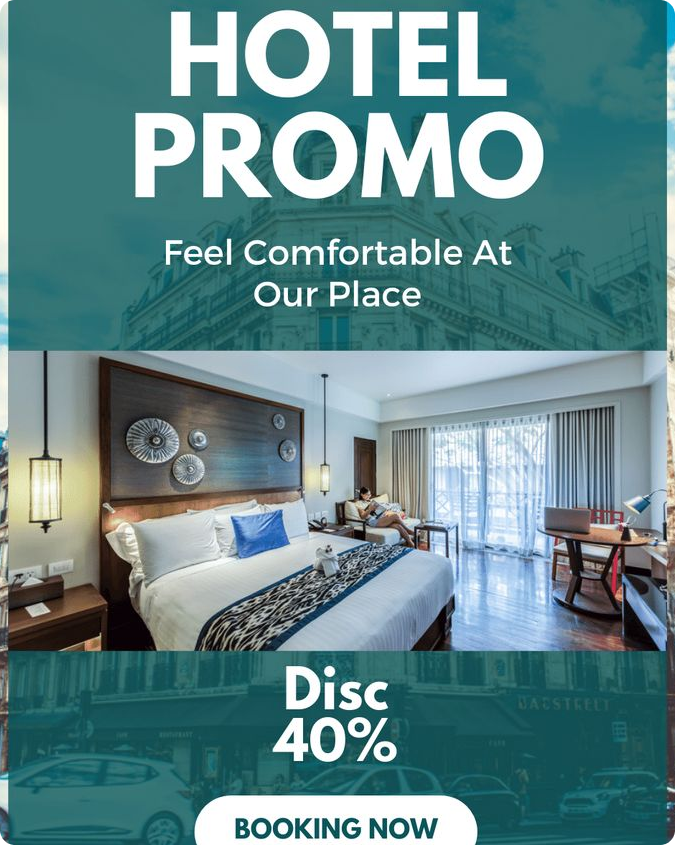 HOTEL
PROMO
Feel Comfortable At
Our Place
Disc
40%
BOOKING NOW